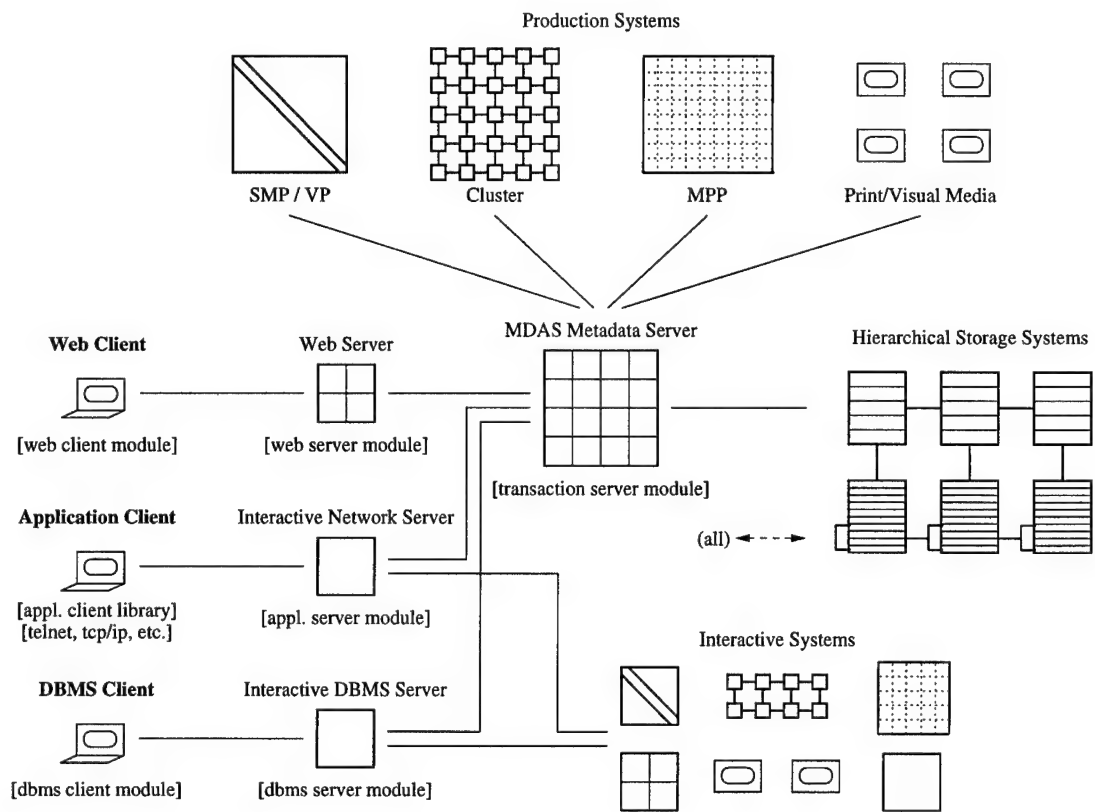 Production Systems
SMP / VP
Cluster
MPP
Print/Visual Media
MDAS Metadata Server
Web Client
Web Server
Hierarchical Storage Systems
[web client module]
[web server module]
[transaction server module]
Application Client
Interactive Network Server
(all)
[appl. client library]
[telnet, tcp/ip, etc.]
[appl. server module]
Interactive Systems
DBMS Client
Interactive DBMS Server
[dbms client module]
[dbms server module]